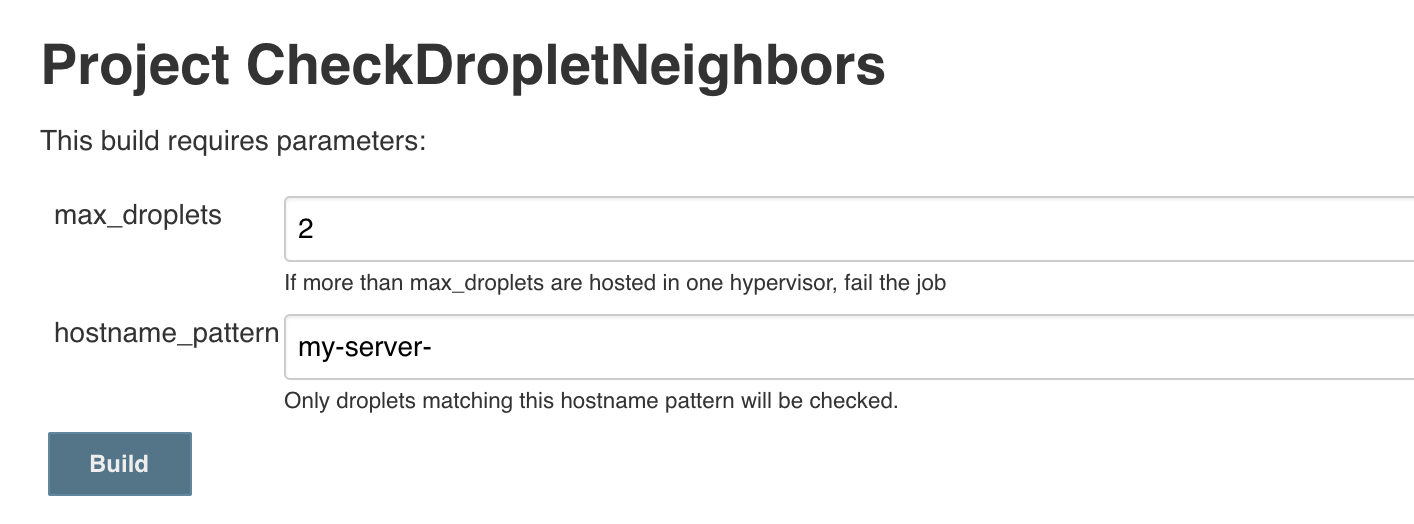 Project CheckDropletNeighbors
This build requires parameters:
max_droplets
2
If more than max_droplets are hosted in one hypervisor, fail the job
hostname_pattern
my-server-
Only droplets matching this hostname pattern will be checked.
Build